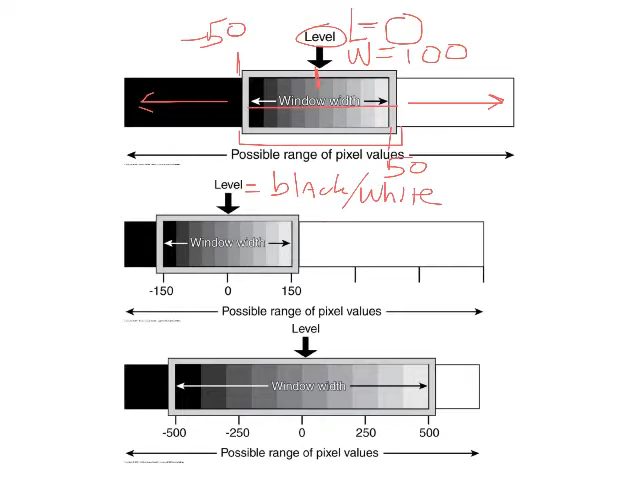 -50 Level L=0
W=100
Window width
Possible range of pixel values
50
Level = black/white
Window width
-150 0 150
Possible range of pixel values
Level
Window width
-500 -250 0 250 500
Possible range of pixel values